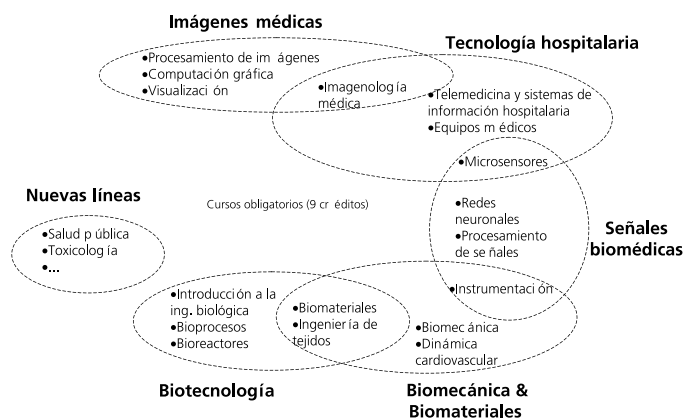 Imágenes médicas
•Procesamiento de im ágenes
•Computación gráfica
•Visualizaci ón
•Imagenolog ía
médica
Tecnología hospitalaria
•Telemedicina y sistemas de
información hospitalaria
•Equipos m édicos
•Microsensores
Nuevas líneas
•Salud p ública
•Toxicolog ía
•...
Cursos obligatorios (9 cr éditos)
•Redes
neuronales
•Procesamiento
de se ñales
Señales
biomédicas
•Instrumentaci ón
•Introducción a la
ing. biológica
•Bioprocesos
•Bioreactores
•Biomateriales
•Ingenier ía de
tejidos
•Biomec ánica
•Dinámica
cardiovascular
Biotecnología
Biomecánica &
Biomateriales